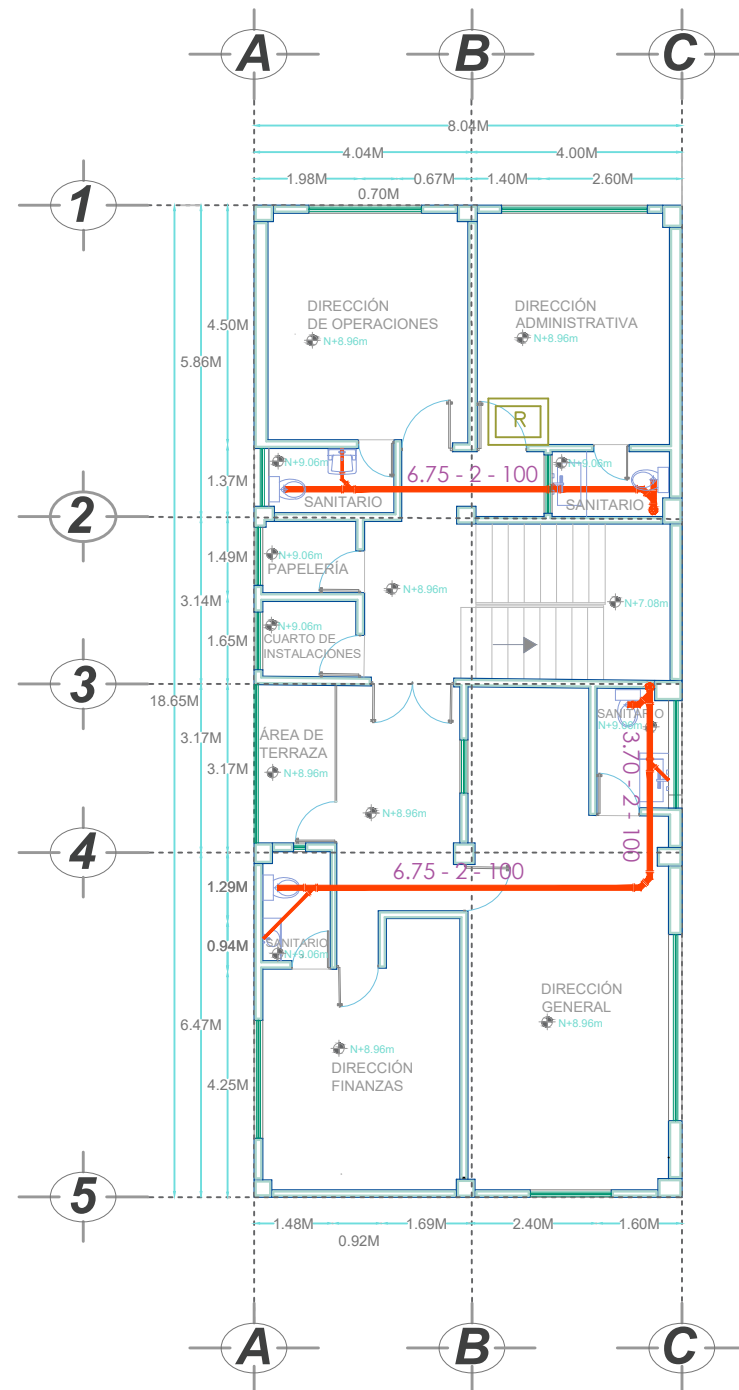 A
B
C
8.04M
4.04M
4.00M
1.98M
0.67M
1.40M
2.60M
0.70M
1
DIRECCIÓN
DE OPERACIONES
N+8.96m
DIRECCIÓN
ADMINISTRATIVA
N+8.96m
4.50M
5.86M
R
N+9.06m
6.75 - 2 - 100
N+9.06m
1.37M
SANITARIO
SANITARIO
2
1.49M
N+9.06m
PAPELERÍA
N+8.96m
3.14M
N+7.08m
N+9.06m
1.65M
CUARTO DE
INSTALACIONES
3
18.65M
SANITARIO
N+9.06m
ÁREA DE
TERRAZA
3.17M
3.17M
N+8.96m
3.70 - 2 - 100
N+8.96m
4
6.75 - 2 - 100
1.29M
0.94M
SANITARIO
N+9.06m
DIRECCIÓN
GENERAL
N+8.96m
6.47M
N+8.96m
DIRECCIÓN
FINANZAS
4.25M
5
1.48M
1.69M
2.40M
1.60M
0.92M
A
B
C